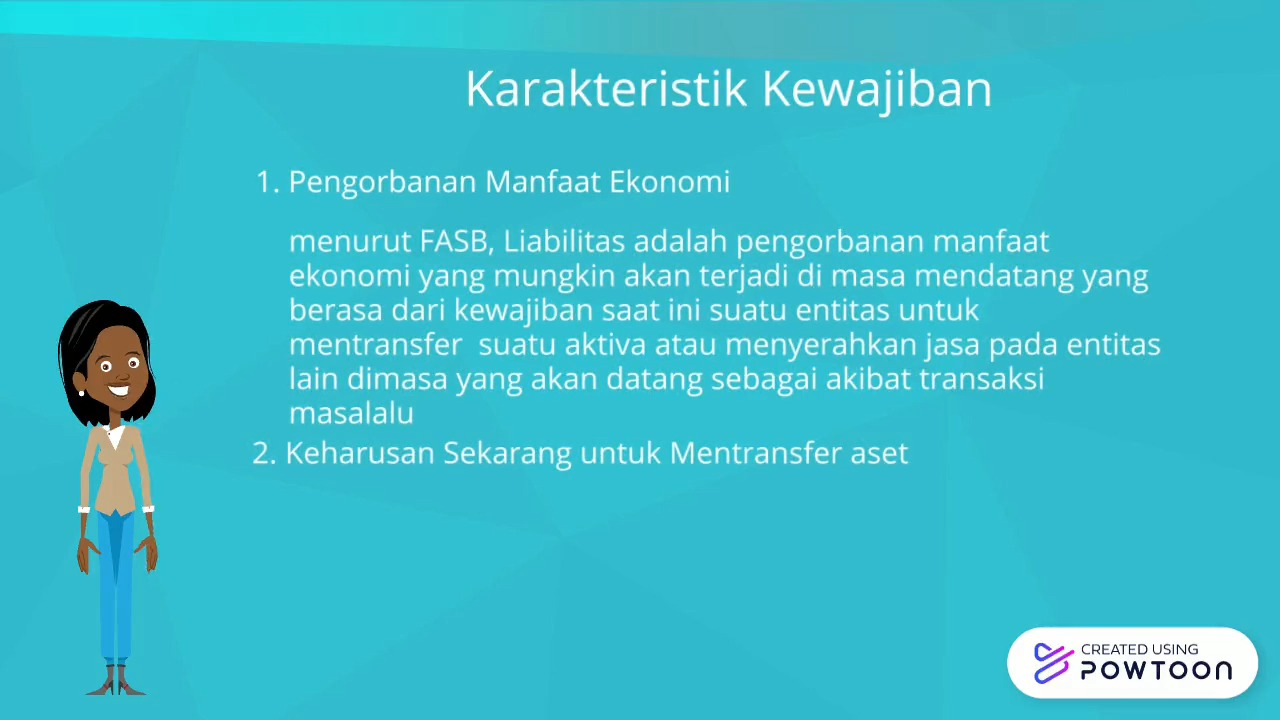 Karakteristik Kewajiban
1. Pengorbanan Manfaat Ekonomi
menurut FASB, Liabilitas adalah pengorbanan manfaat
ekonomi yang mungkin akan terjadi di masa mendatang yang
berasa dari kewajiban saat ini suatu entitas untuk
mentransfer  suatu aktiva atau menyerahkan jasa pada entitas
lain dimasa yang akan datang sebagai akibat transaksi
masalalu
2. Keharusan Sekarang untuk Mentransfer aset
CREATED USING
POWTOON